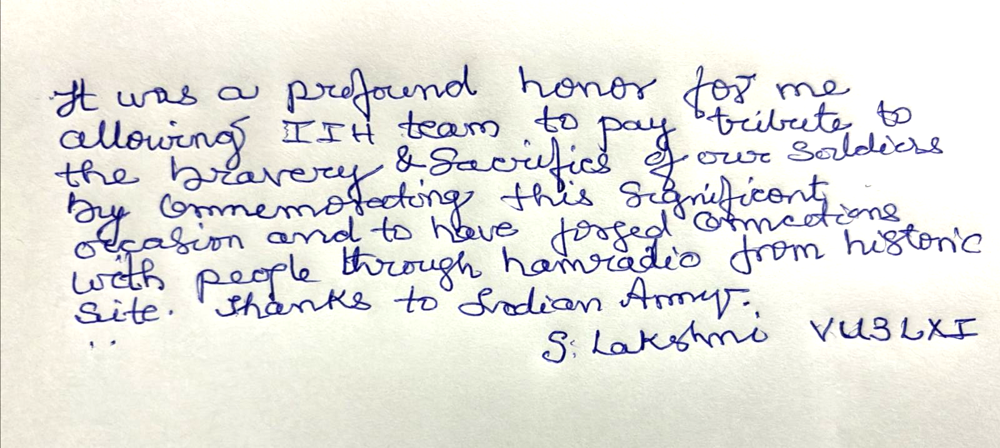 It was a profound honor for me
allowing IIH team to pay tribute to
the bravery & Sacrifics of our Soldiers
by Commemorating this Significant
occasion and to have forged Connections
with people through hamradio from historic
site. Thanks to Indian Army.
S. Lakshmi VU3LXI